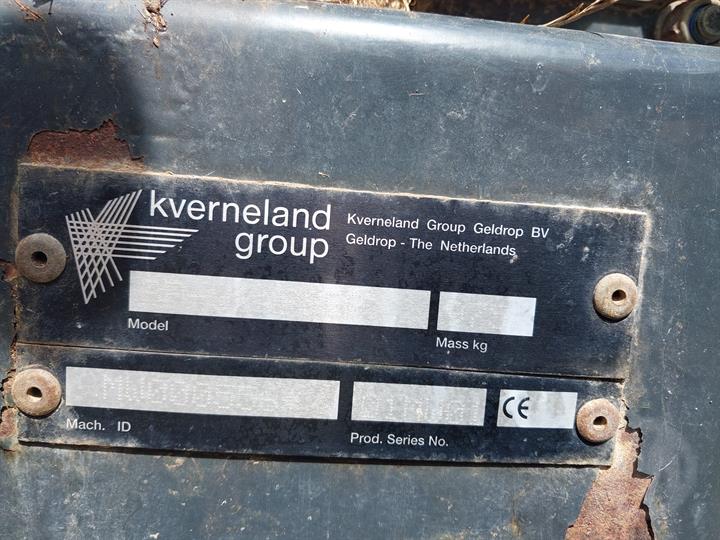 kverneland
group
Kverneland Group Geldrop BV
Geldrop - The Netherlands
Model
Mass kg
Mach. ID
Prod. Series No.
CE